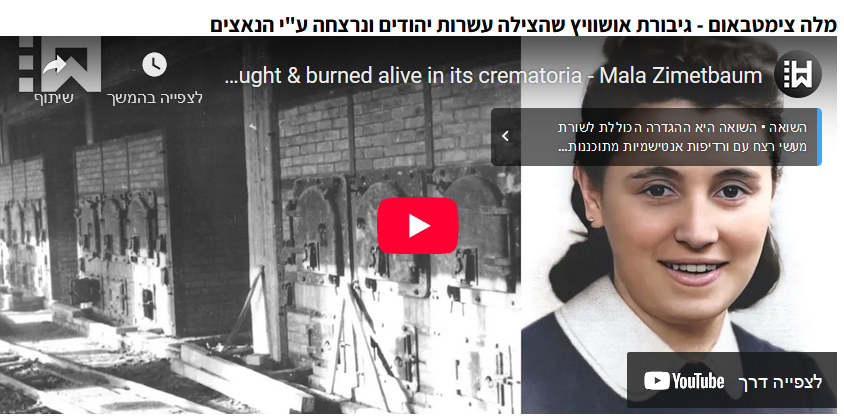 מלה צימטבאום - גיבורת אושוויץ שהצילה עשרות יהודים ונרצחה ע"י הנאצים
...ught & burned alive in its crematoria - Mala Zimetbaum
לצפייה בהמשך
שיתוף
השואה • השואה היא ההגדרה הכוללת לשורת
מעשי רצח עם ורדיפות אנטישמיות מתוכננות...
לצפייה דרך YouTube